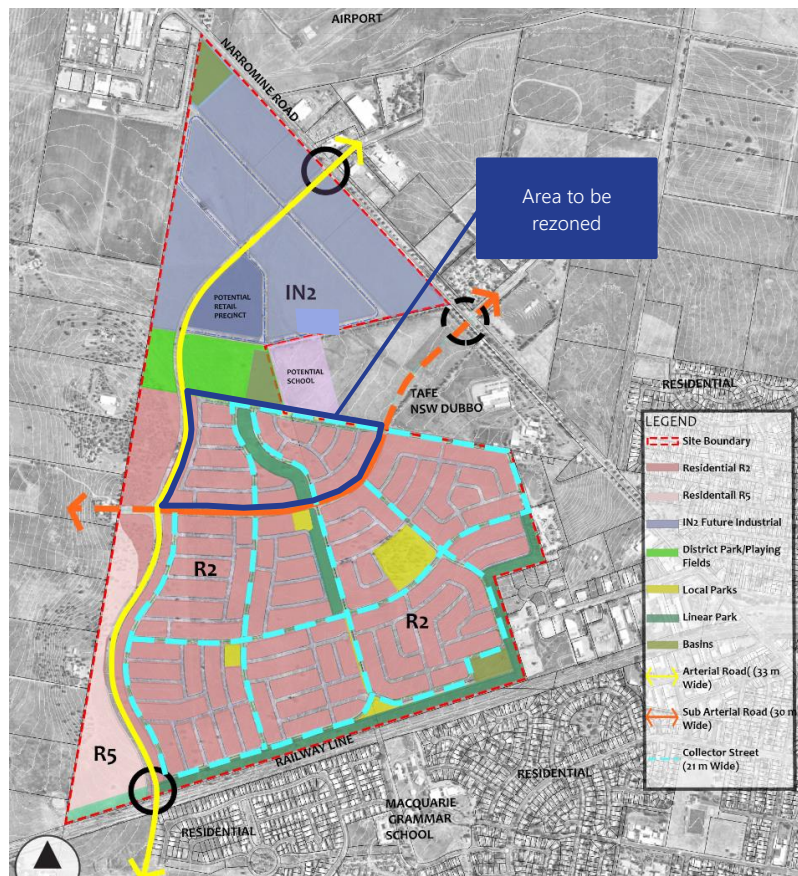 AIRPORT
NARROMINE ROAD
Area to be
rezoned
IN2
POTENTIAL
RETAIL
PRECINCT
POTENTIAL
SCHOOL
TAFE
NSW DUBBO
RESIDENTIAL
LEGEND
Site Boundary
Residential R2
Residentail R5
IN2 Future Industrial
District Park/Playing
Fields
Local Parks
Linear Park
Basins
Arterial Road( (33 m
Wide)
Sub Arterial Road (30 m
Wide)
Collector Street
(21 m Wide)
R2
R2
R5
RAILWAY LINE
RESIDENTIAL
MACQUARIE
GRAMMAR
SCHOOL
RESIDENTIAL